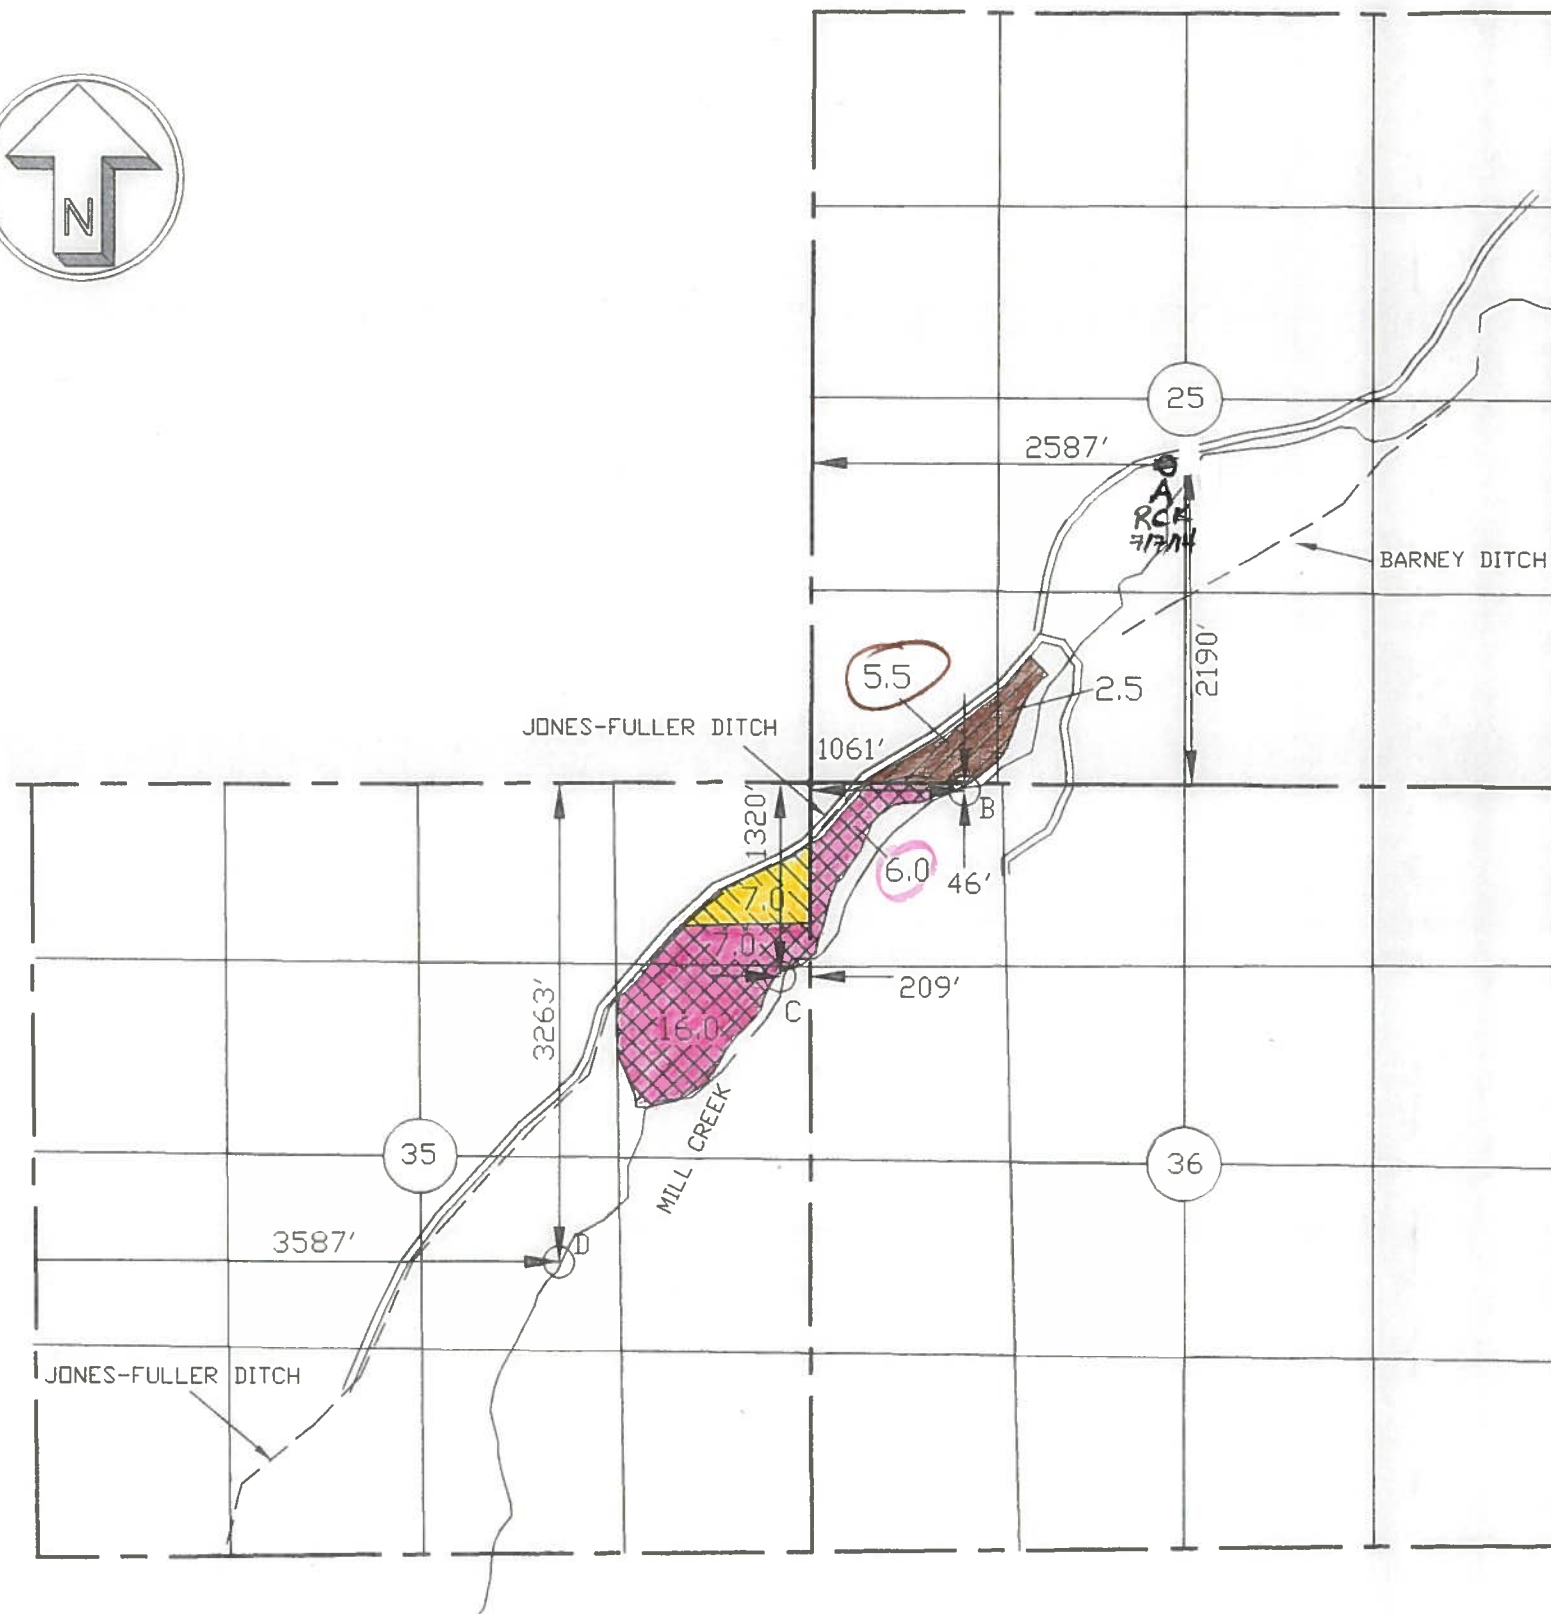 N
25
2587'
A
RCK
7/7/14
BARNEY DITCH
2190'
5.5
2.5
JONES-FULLER DITCH
1061'
1320'
B
6.0
46'
7.0
7.0
209'
C
16.0
3263'
MILL CREEK
35
36
3587'
D
JONES-FULLER DITCH